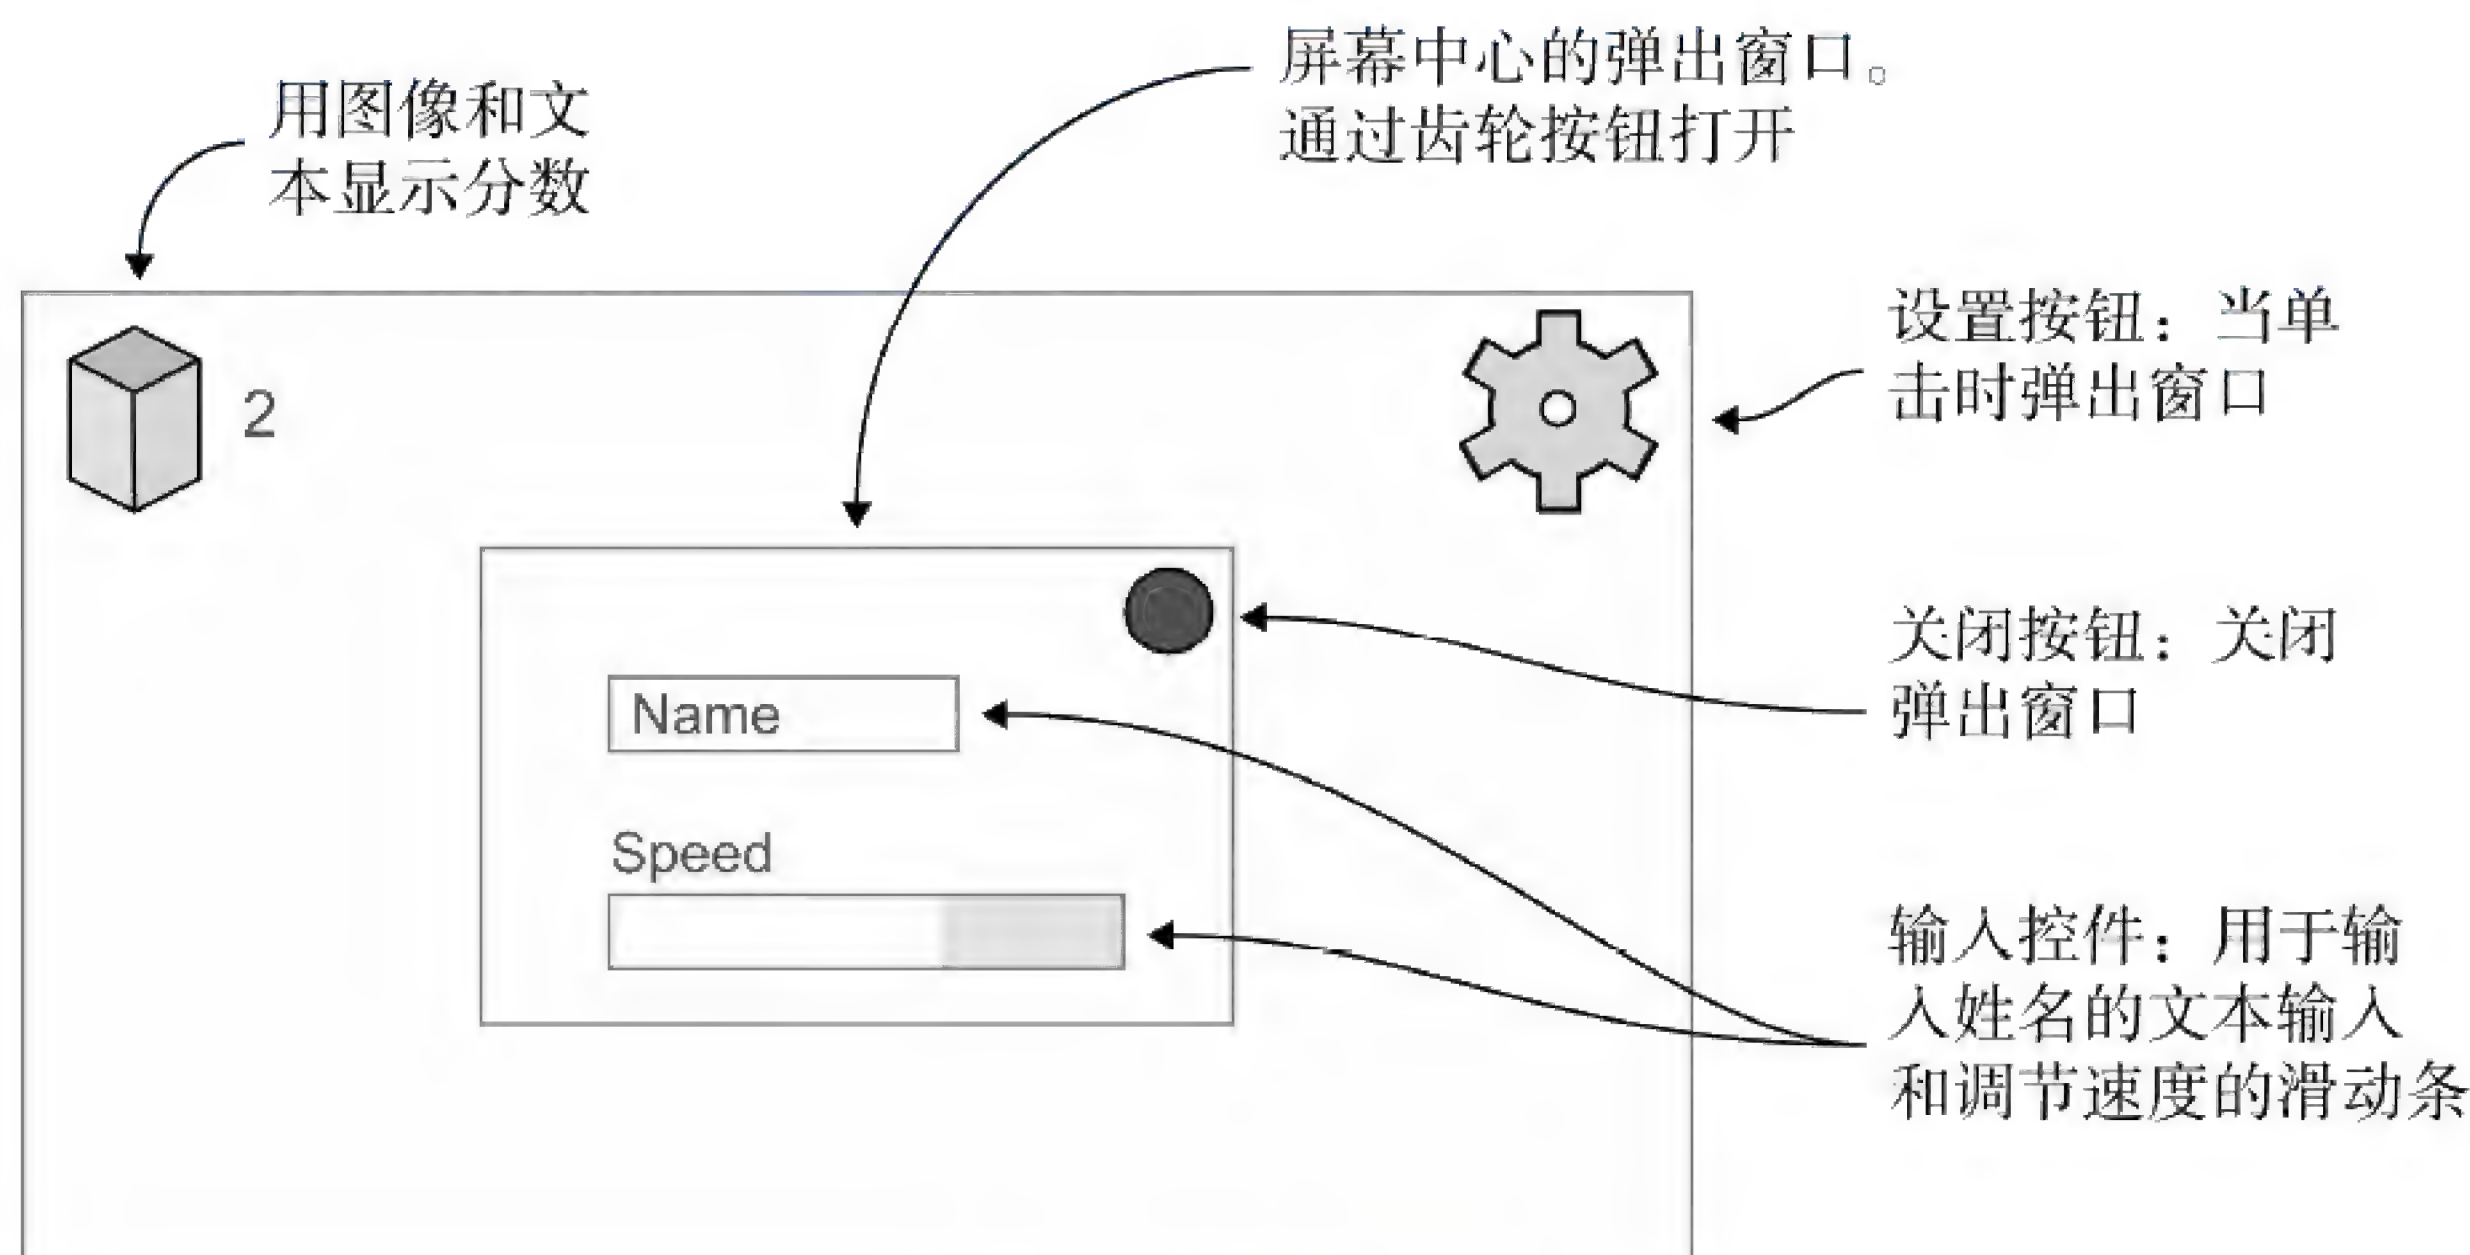 用图像和文
本显示分数
屏幕中心的弹出窗口。
通过齿轮按钮打开
设置按钮：当单
击时弹出窗口
2
关闭按钮：关闭
弹出窗口
Name
Speed
输入控件：用于输
入姓名的文本输入
和调节速度的滑动条